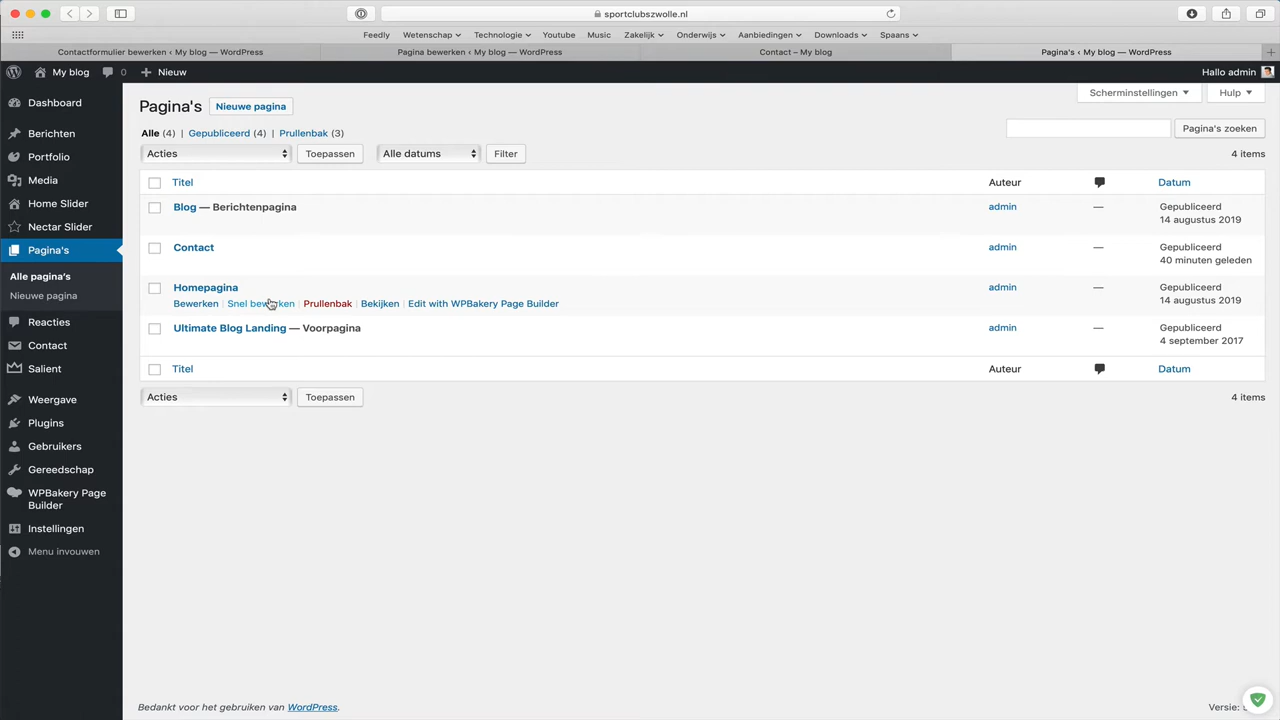 sportclubszwolle.nl
Feedly Wetenschap Technologie Youtube Music Zakelijk Onderwijs Aanbiedingen Downloads Spaans
Contactformulier bewerken ‹ My blog — WordPress
Pagina bewerken ‹ My blog — WordPress
Contact – My blog
Pagina's ‹ My blog — WordPress
My blog 0 Nieuw Hallo admin
Dashboard
Berichten
Portfolio
Media
Home Slider
Nectar Slider
Pagina's
Alle pagina's
Nieuwe pagina
Reacties
Contact
Salient
Weergave
Plugins
Gebruikers
Gereedschap
WPBakery Page
Builder
Instellingen
Menu invouwen
Scherminstellingen Hulp
Pagina's Nieuwe pagina
Alle (4) | Gepubliceerd (4) | Prullenbak (3)
Pagina's zoeken
Acties Toepassen Alle datums Filter 4 items
Titel Auteur Datum
Blog — Berichtenpagina admin — Gepubliceerd
14 augustus 2019
Contact admin — Gepubliceerd
40 minuten geleden
Homepagina admin — Gepubliceerd
Bewerken | Snel bewerken | Prullenbak | Bekijken | Edit with WPBakery Page Builder 14 augustus 2019
Ultimate Blog Landing — Voorpagina admin — Gepubliceerd
4 september 2017
Titel Auteur Datum
Acties Toepassen 4 items
Bedankt voor het gebruiken van WordPress.
Versie: